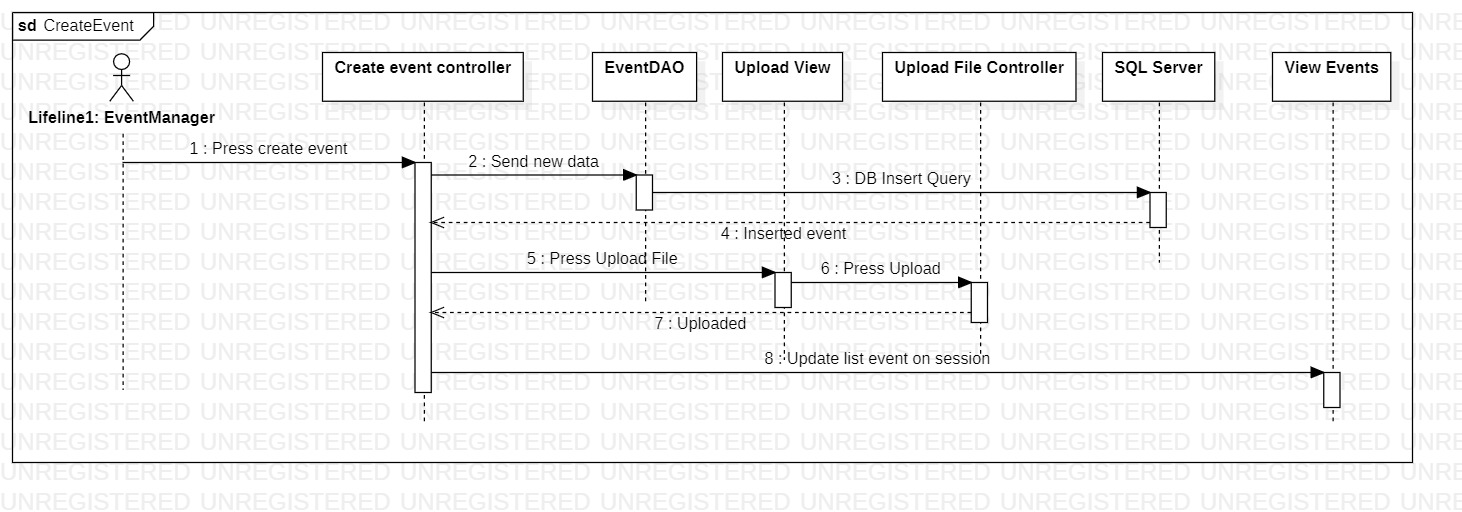 sd CreateEvent
Lifeline1: EventManager
Create event controller
EventDAO
Upload View
Upload File Controller
SQL Server
View Events
1 : Press create event
2 : Send new data
3 : DB Insert Query
4 : Inserted event
5 : Press Upload File
6 : Press Upload
7 : Uploaded
8 : Update list event on session
UNREGISTERED